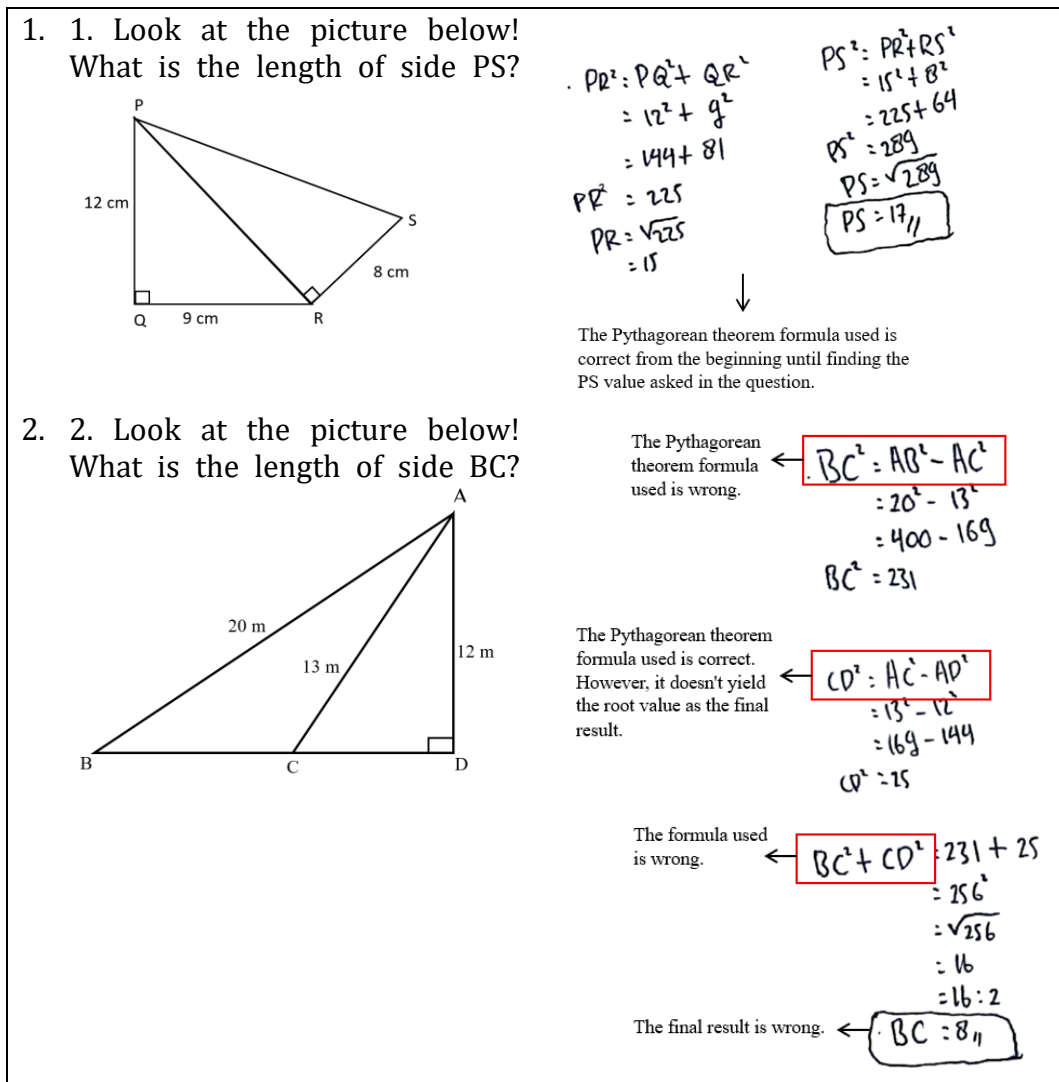 1. 1. Look at the picture below!
What is the length of side PS?
P
12 cm
S
8 cm
Q
9 cm
R
. PR² : PQ² + QR²
= 12² + 9²
= 144 + 81
PR² = 225
PR = √225
= 15
PS² : PR² + RS²
= 15² + 8²
= 225 + 64
PS² = 289
PS = √289
PS = 17,,
The Pythagorean theorem formula used is
correct from the beginning until finding the
PS value asked in the question.
2. 2. Look at the picture below!
What is the length of side BC?
A
20 m
13 m
12 m
B
C
D
The Pythagorean
theorem formula
used is wrong.
. BC² : AB² - AC²
= 20² - 13²
= 400 - 169
BC² = 231
The Pythagorean theorem
formula used is correct.
However, it doesn't yield
the root value as the final
result.
CD² : AC² - AD²
= 13² - 12²
= 169 - 144
CD² = 25
The formula used
is wrong.
BC² + CD² = 231 + 25
= 256²
= √256
= 16
= 16 : 2
The final result is wrong.
. BC = 8,,